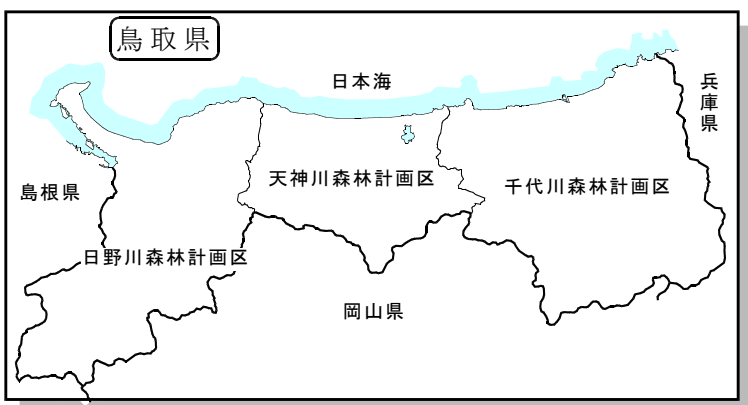 鳥取県
日本海
兵庫県
島根県
天神川森林計画区
千代川森林計画区
日野川森林計画区
岡山県